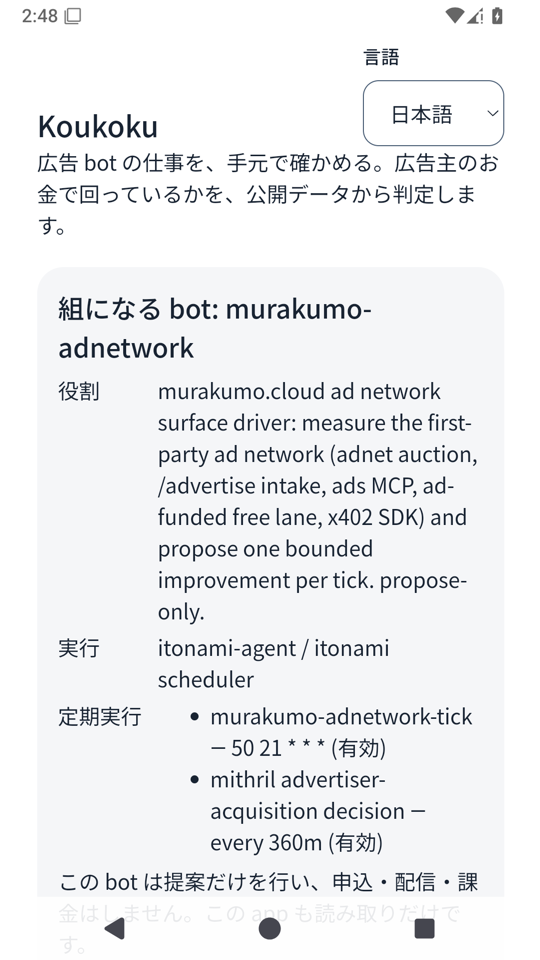 2:48
言語
日本語
Koukoku
広告 bot の仕事を、手元で確かめる。広告主のお
金で回っているかを、公開データから判定しま
す。
組になる bot: murakumo-
adnetwork
役割
murakumo.cloud ad network
surface driver: measure the first-
party ad network (adnet auction,
/advertise intake, ads MCP, ad-
funded free lane, x402 SDK) and
propose one bounded
improvement per tick. propose-
only.
実行
itonami-agent / itonami
scheduler
定期実行
• murakumo-adnetwork-tick
— 50 21 * * * (有効)
• mithril advertiser-
acquisition decision —
every 360m (有効)
この bot は提案だけを行い、申込・配信・課
金はしません。この app も読み取りだけで
す。